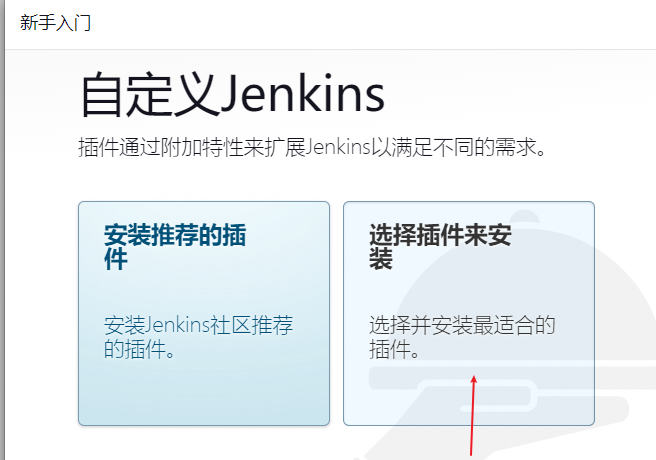 新手入门
自定义Jenkins
插件通过附加特性来扩展Jenkins以满足不同的需求。
安装推荐的插
件
安装Jenkins社区推荐
的插件。
选择插件来安
装
选择并安装最适合的
插件。